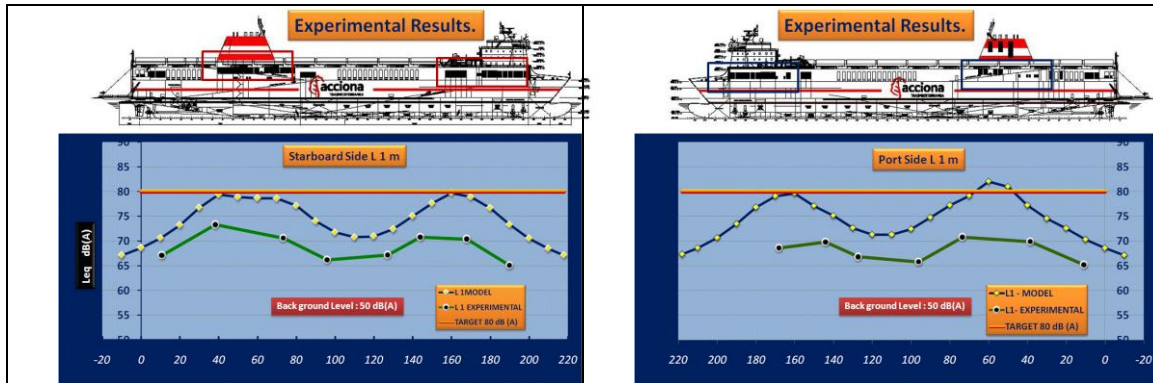 Experimental Results.
acciona
Starboard Side L 1 m
90
85
80
75
70
65
60
55
50
Leq dB(A)
Back ground Level : 50 dB(A)
L 1MODEL
L 1 EXPERIMENTAL
TARGET 80 dB (A)
-20 0 20 40 60 80 100 120 140 160 180 200 220
Experimental Results.
acciona
Port Side L 1 m
90
85
80
75
70
65
60
55
50
Back ground Level : 50 dB(A)
L1 - MODEL
L1- EXPERIMENTAL
TARGET 80 dB (A)
220 200 180 160 140 120 100 80 60 40 20 0 -20